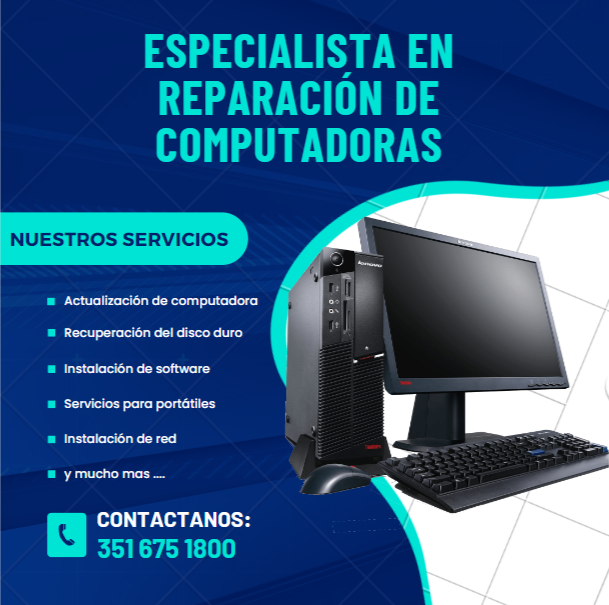 ESPECIALISTA EN
REPARACIÓN DE
COMPUTADORAS
NUESTROS SERVICIOS
Actualización de computadora
Recuperación del disco duro
Instalación de software
Servicios para portátiles
Instalación de red
y mucho mas ....
CONTACTANOS:
351 675 1800
lenovo